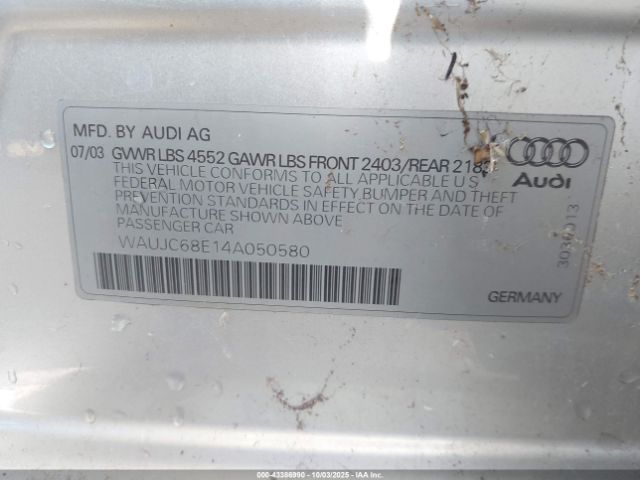 MFD. BY AUDI AG
07/03 GVWR LBS 4552 GAWR LBS FRONT 2403/REAR
THIS VEHICLE CONFORMS TO ALL APPLICABLE U S
FEDERAL MOTOR VEHICLE SAFETY, BUMPER AND THEFT
PREVENTION STANDARDS IN EFFECT ON THE DATE OF
MANUFACTURE SHOWN ABOVE
PASSENGER CAR
WAUJC68E14A050580
Audi
GERMANY
000-43386990 - 10/03/2025 - IAA Inc.